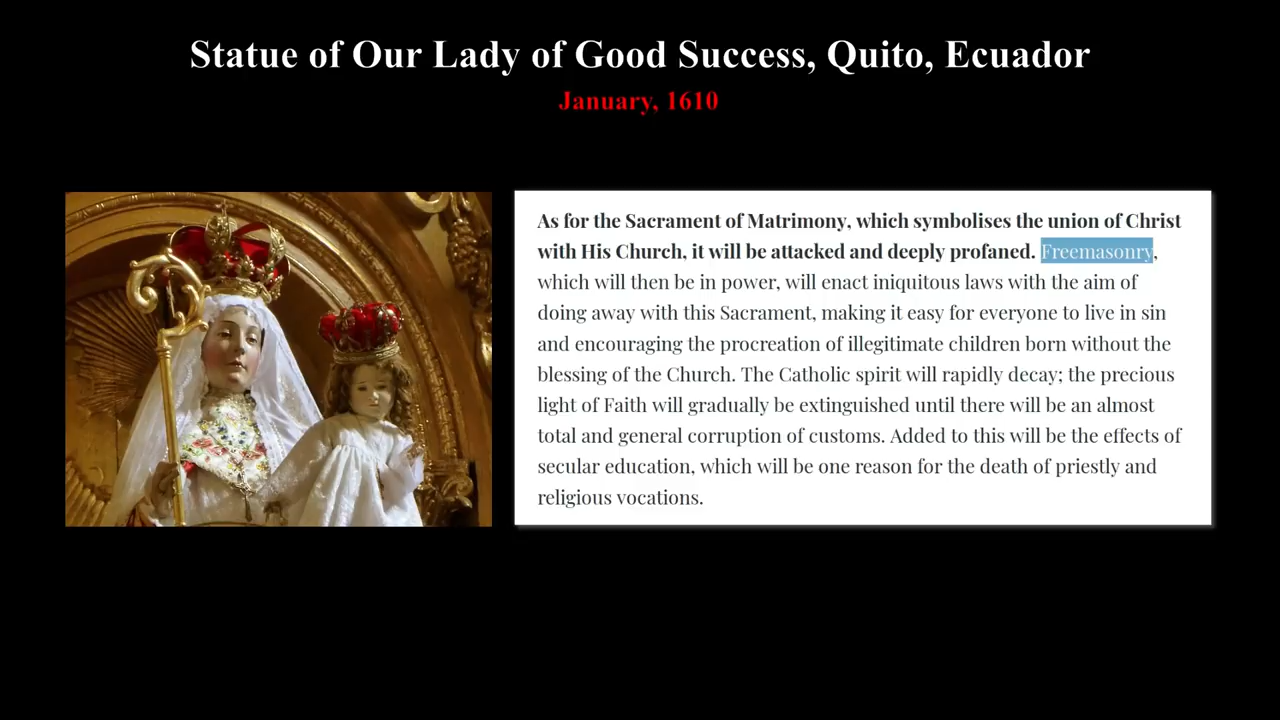 Statue of Our Lady of Good Success, Quito, Ecuador
January, 1610
As for the Sacrament of Matrimony, which symbolises the union of Christ
with His Church, it will be attacked and deeply profaned. Freemasonry,
which will then be in power, will enact iniquitous laws with the aim of
doing away with this Sacrament, making it easy for everyone to live in sin
and encouraging the procreation of illegitimate children born without the
blessing of the Church. The Catholic spirit will rapidly decay; the precious
light of Faith will gradually be extinguished until there will be an almost
total and general corruption of customs. Added to this will be the effects of
secular education, which will be one reason for the death of priestly and
religious vocations.